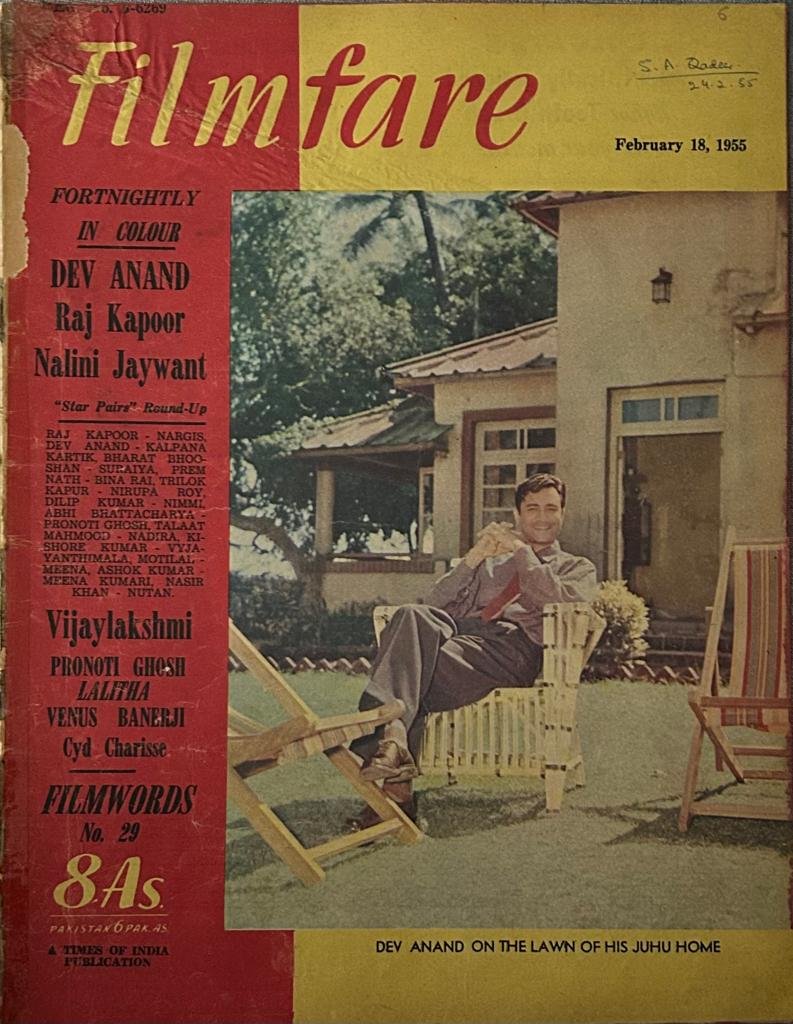 6
Filmfare
S. A.
24·2·55
February 18, 1955
FORTNIGHTLY
IN COLOUR
DEV ANAND
Raj Kapoor
Nalini Jaywant
"Star Pairs" Round-Up
RAJ KAPOOR - NARGIS,
DEV ANAND - KALPANA
KARTIK, BHARAT BHOO-
SHAN - SURAIYA, PREM
NATH - BINA RAI, TRILOK
KAPUR - NIRUPA ROY,
DILIP KUMAR - NIMMI,
ABHI BHATTACHARYA -
PRONOTI GHOSH, TALAAT
MAHMOOD - NADIRA, KI-
SHORE KUMAR - VYJA-
YANTHIMALA, MOTILAL -
MEENA, ASHOK KUMAR -
MEENA KUMARI, NASIR
KHAN - NUTAN.
Vijaylakshmi
PRONOTI GHOSH
LALITHA
VENUS BANERJI
Cyd Charisse
FILMWORDS
No. 29
8.As.
PAKISTAN 6 PAK. AS.
A TIMES OF INDIA
PUBLICATION
DEV ANAND ON THE LAWN OF HIS JUHU HOME